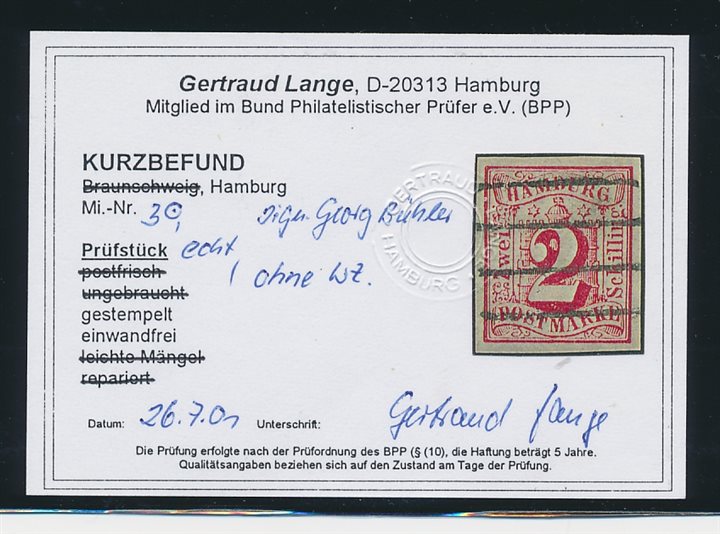 Gertraud Lange, D-20313 Hamburg
Mitglied im Bund Philatelistischer Prüfer e.V. (BPP)
KURZBEFUND
Braunschweig, Hamburg
Mi.-Nr. 3 sign. Georg Bühler
Prüfstück echt
postfrisch ohne Wz.
ungebraucht
gestempelt
einwandfrei
leichte Mängel
repariert
Datum: 26.7.01 Unterschrift: Gertraud Lange
Die Prüfung erfolgte nach der Prüfordnung des BPP (§ (10), die Haftung beträgt 5 Jahre.
Qualitätsangaben beziehen sich auf den Zustand am Tage der Prüfung.
GERTRAUD
HAMBURG
HAMBURG
Zwei
2
Schilling
POSTMARKE